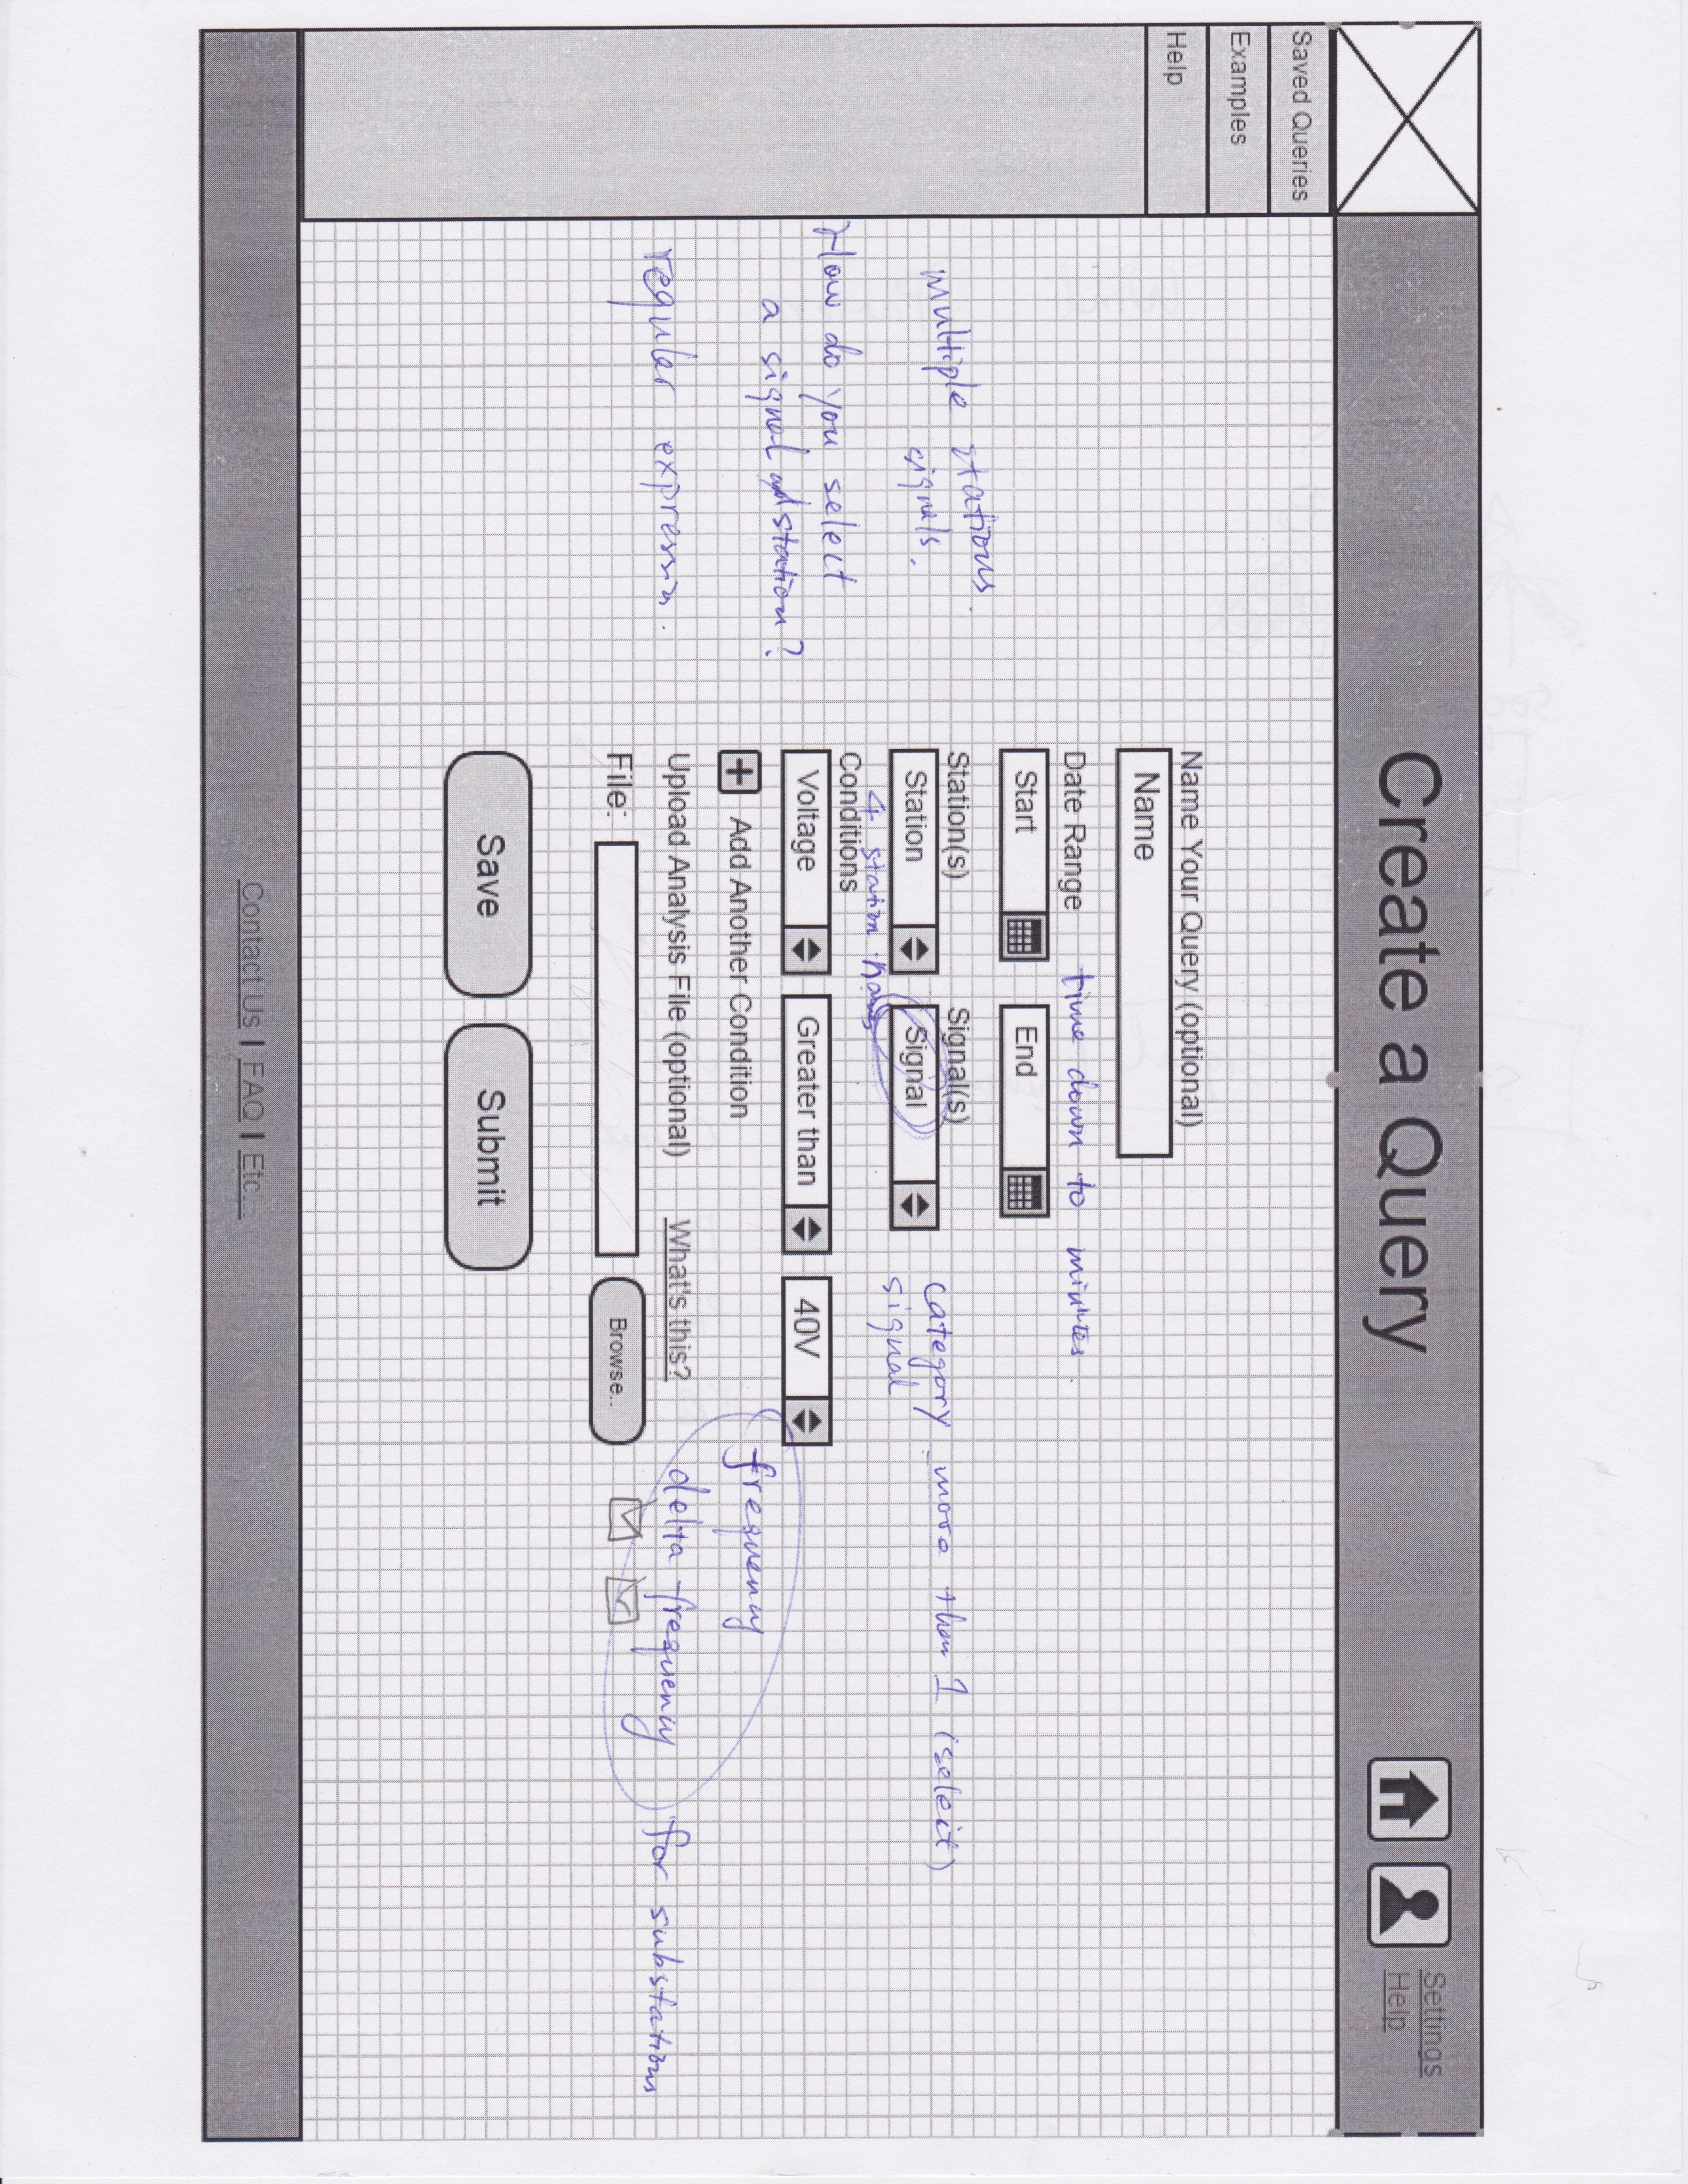 Create a Query
Settings
Help
Saved Queries
Examples
Help
Name Your Query (optional)
Name
Date Range time down to minutes
Start End
Station(s) Signal(s)
multiple stations.
signals.
Station Signal
category more than 1 (select)
signal
4 station
Conditions
How do you select
a signal station?
Voltage Greater than 40V
Add Another Condition
frequency
regular expression.
Upload Analysis File (optional) What's this?
delta frequency for substations
File: Browse..
Save Submit
Contact Us | FAQ | Etc...